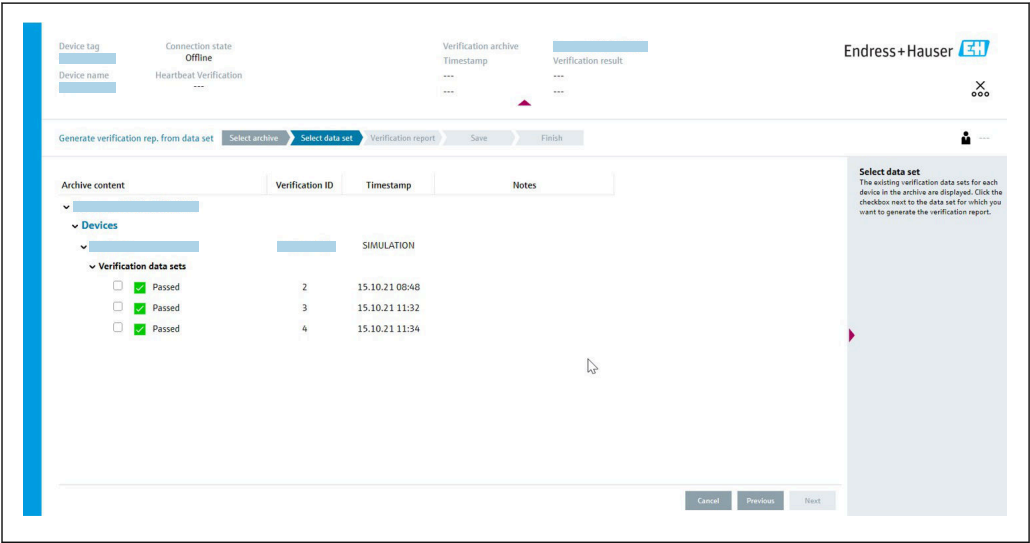 Device tag Connection state Verification archive
Offline Timestamp Verification result
Device name Heartbeat Verification --- ---
--- --- ---
Endress+Hauser EH
Generate verification rep. from data set Select archive Select data set Verification report Save Finish ---
Archive content Verification ID Timestamp Notes
Devices
SIMULATION
Verification data sets
Passed 2 15.10.21 08:48
Passed 3 15.10.21 11:32
Passed 4 15.10.21 11:34
Select data set
The existing verification data sets for each
device in the archive are displayed. Click the
checkbox next to the data set for which you
want to generate the verification report.
Cancel Previous Next